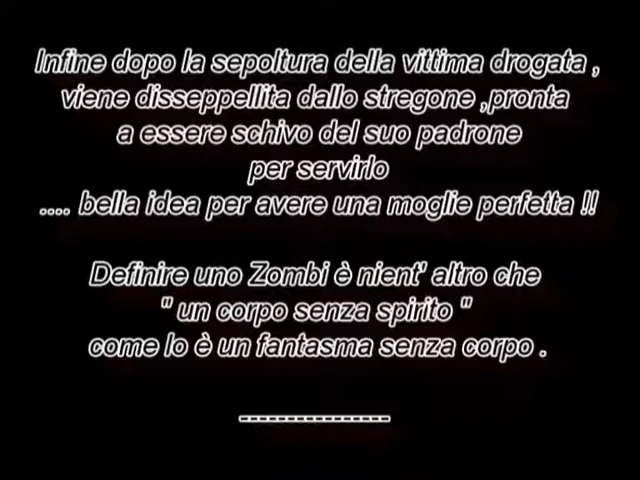 Infine dopo la sepoltura della vittima drogata ,
viene disseppellita dallo stregone ,pronta
a essere schivo del suo padrone
per servirlo
.... bella idea per avere una moglie perfetta !!
Definire uno Zombi è nient' altro che
" un corpo senza spirito "
come lo è un fantasma senza corpo .
-----------------